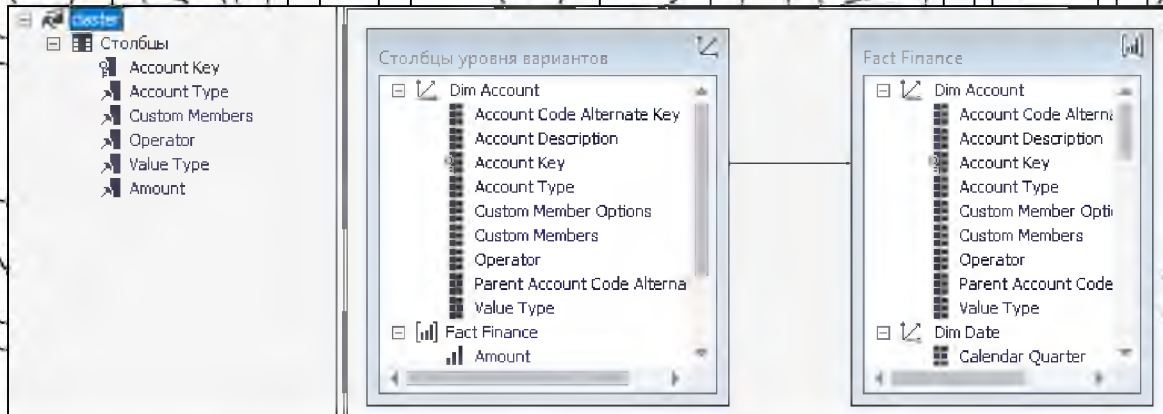 claster
Столбцы
Account Key
Account Type
Custom Members
Operator
Value Type
Amount
Столбцы уровня вариантов
Dim Account
Account Code Alternate Key
Account Description
Account Key
Account Type
Custom Member Options
Custom Members
Operator
Parent Account Code Alterna
Value Type
Fact Finance
Amount
Fact Finance
Dim Account
Account Code Alterna
Account Description
Account Key
Account Type
Custom Member Opti
Custom Members
Operator
Parent Account Code
Value Type
Dim Date
Calendar Quarter